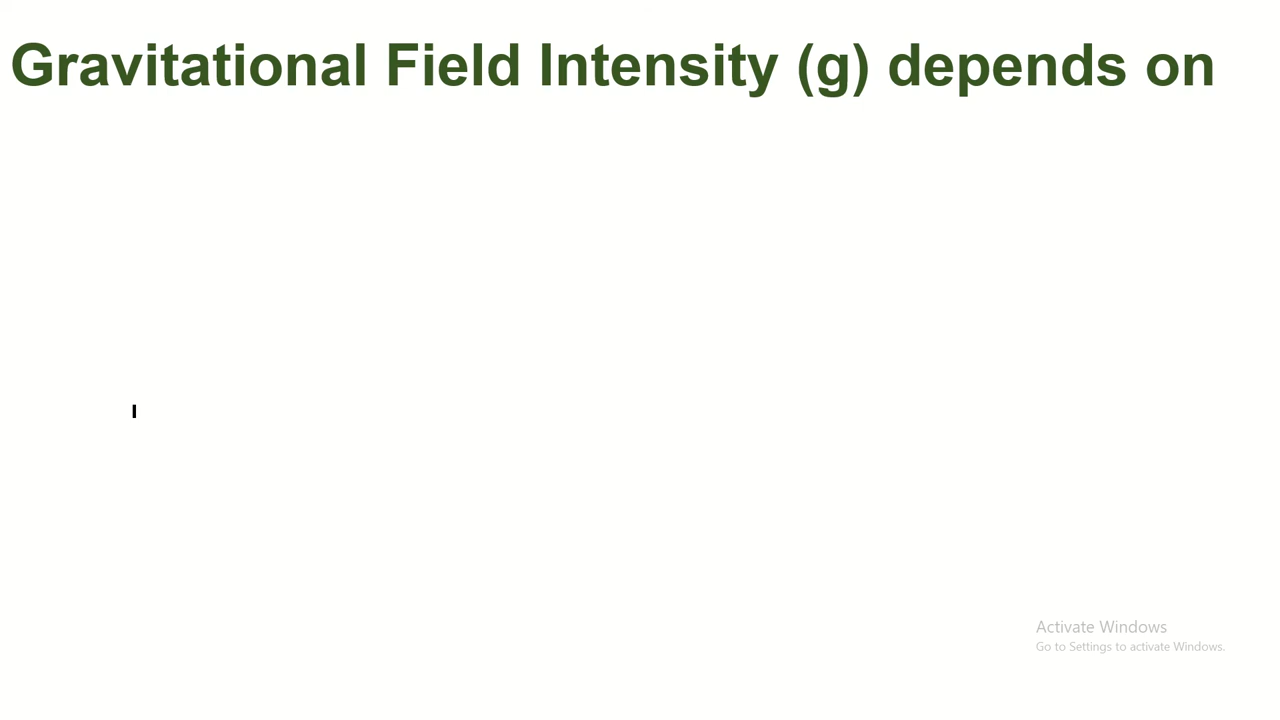 Gravitational Field Intensity (g) depends on
Activate Windows
Go to Settings to activate Windows.